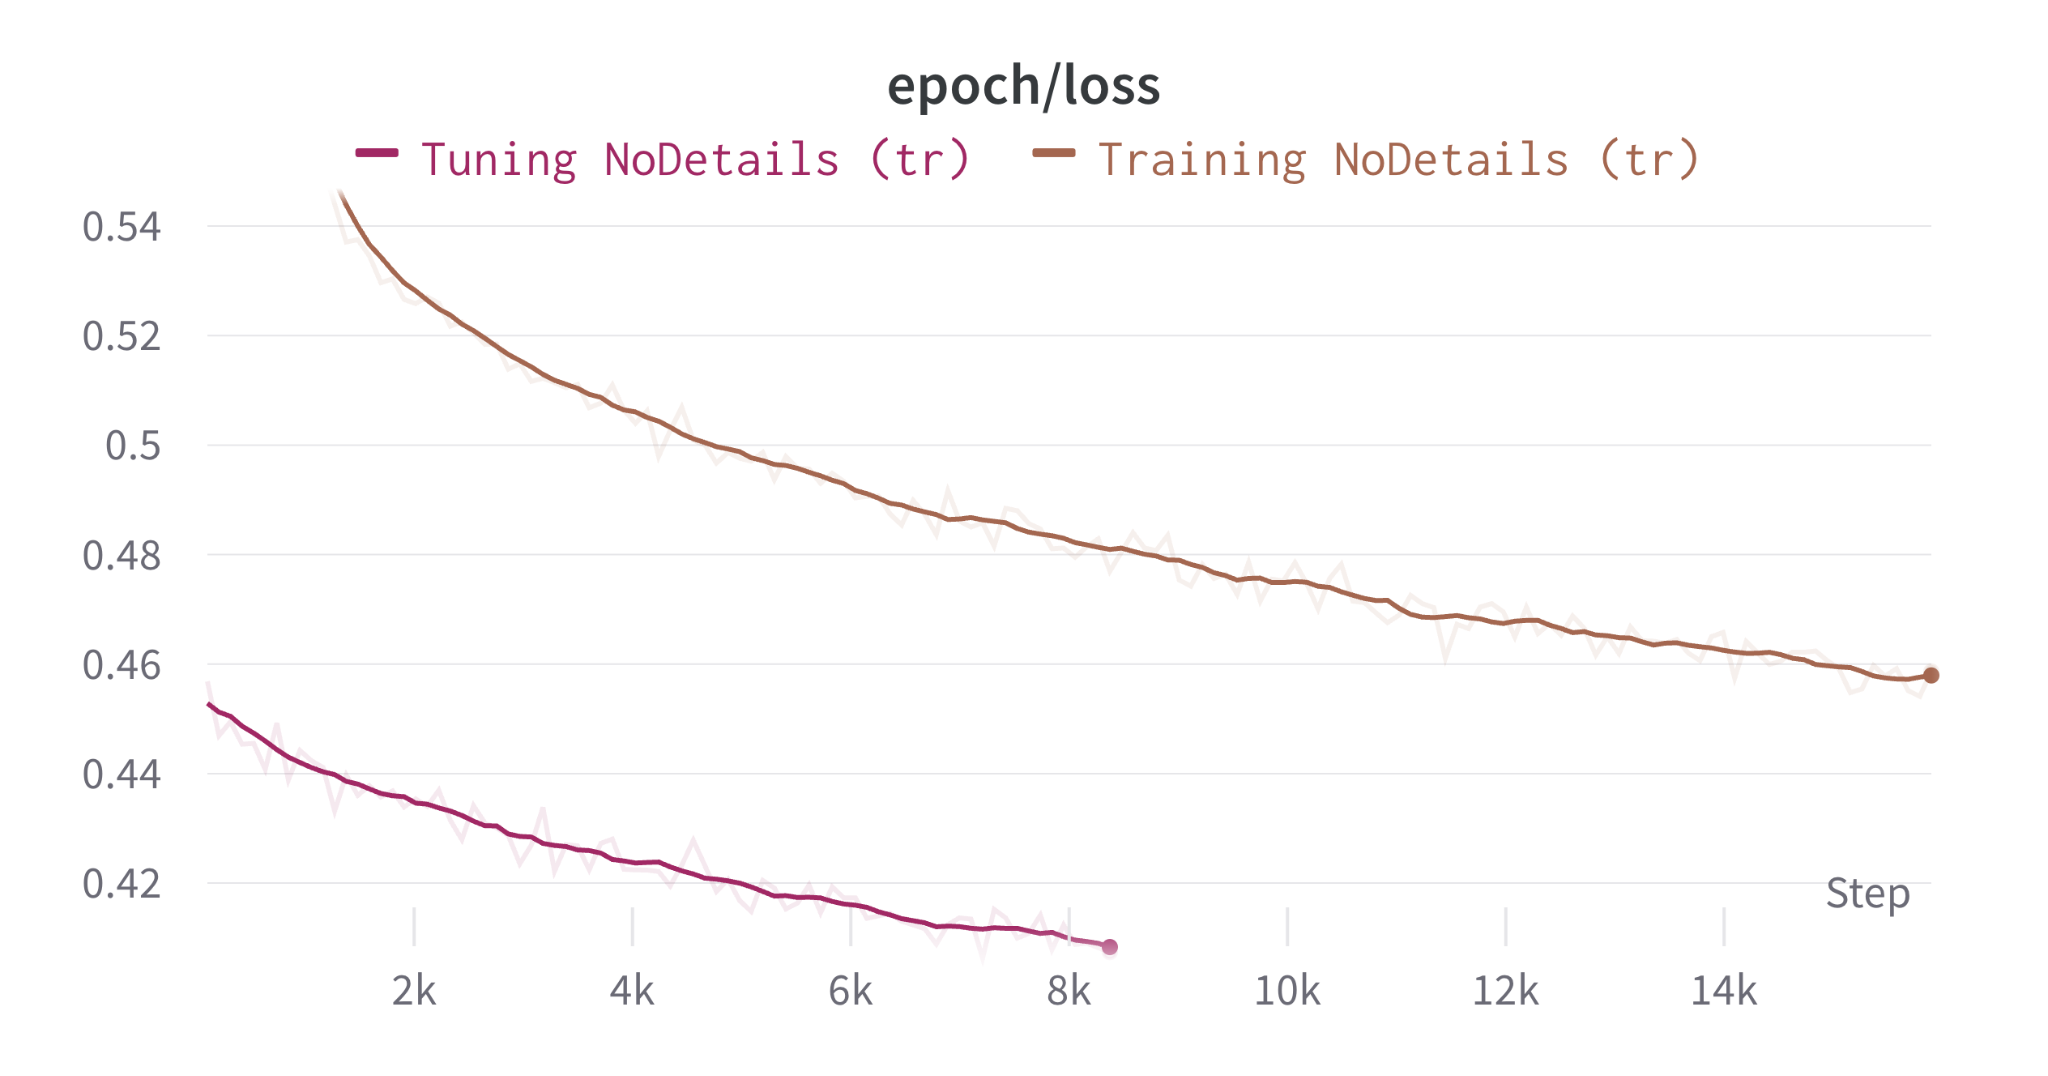 epoch/loss
Tuning NoDetails (tr) Training NoDetails (tr)
0.54
0.52
0.5
0.48
0.46
0.44
0.42
Step
2k 4k 6k 8k 10k 12k 14k